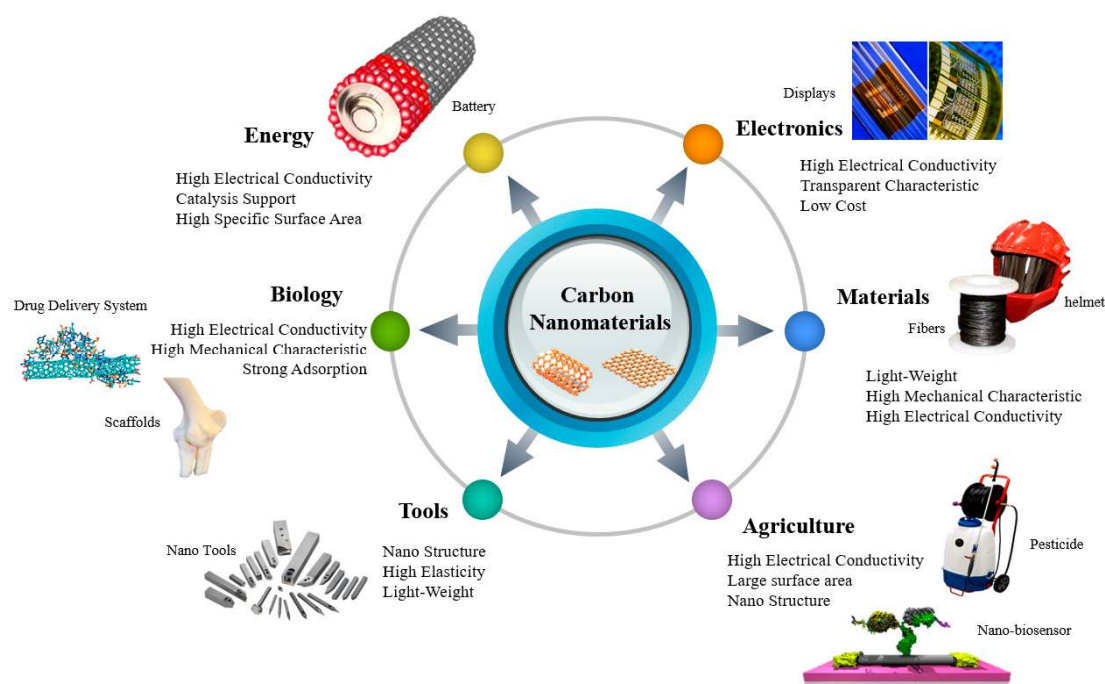 Battery
Energy
High Electrical Conductivity
Catalysis Support
High Specific Surface Area
Displays
Electronics
High Electrical Conductivity
Transparent Characteristic
Low Cost
Drug Delivery System
Biology
High Electrical Conductivity
High Mechanical Characteristic
Strong Adsorption
Scaffolds
Carbon
Nanomaterials
Materials
helmet
Fibers
Light-Weight
High Mechanical Characteristic
High Electrical Conductivity
Tools
Nano Tools
Nano Structure
High Elasticity
Light-Weight
Agriculture
Pesticide
High Electrical Conductivity
Large surface area
Nano Structure
Nano-biosensor